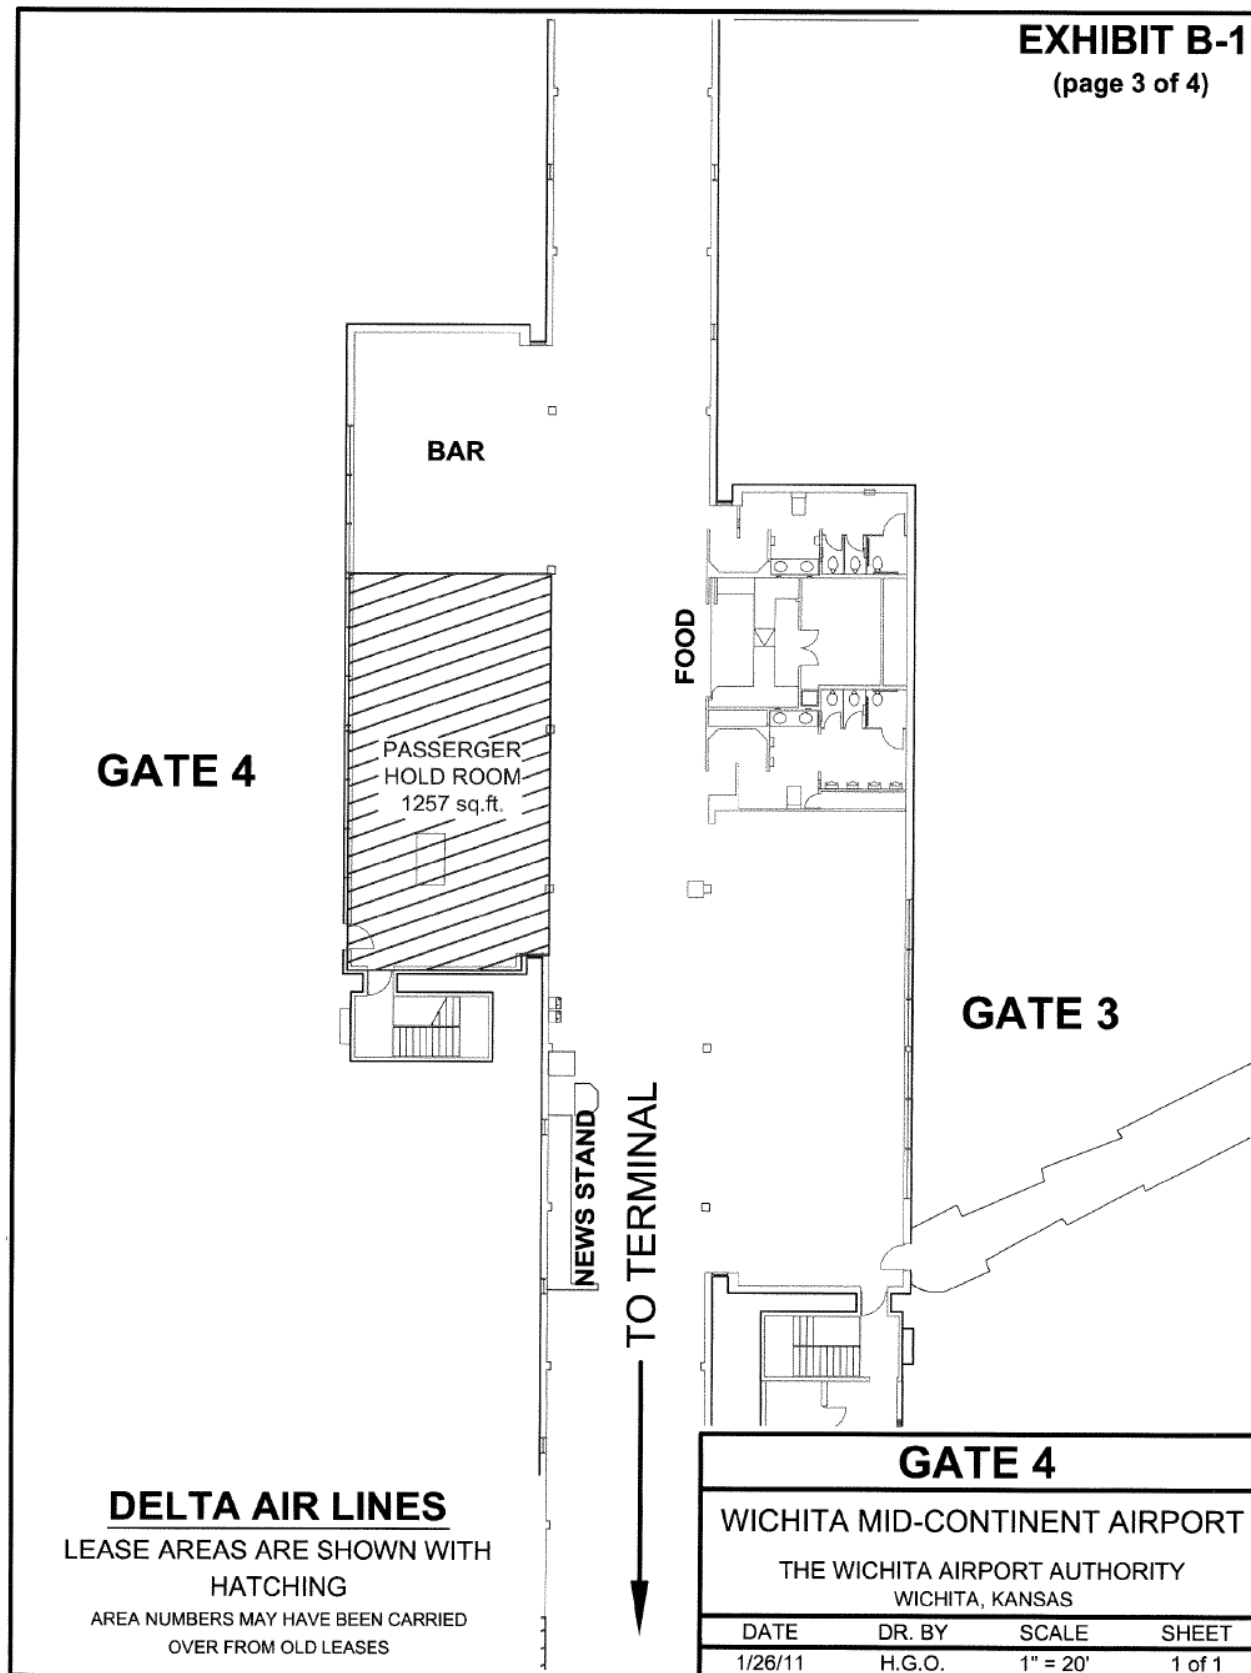 EXHIBIT B-1
(page 3 of 4)
BAR
FOOD
GATE 4
PASSERGER
HOLD ROOM
1257 sq.ft.
GATE 3
NEWS STAND
TO TERMINAL
DELTA AIR LINES
LEASE AREAS ARE SHOWN WITH
HATCHING
AREA NUMBERS MAY HAVE BEEN CARRIED
OVER FROM OLD LEASES
GATE 4
WICHITA MID-CONTINENT AIRPORT
THE WICHITA AIRPORT AUTHORITY
WICHITA, KANSAS
DATE DR. BY SCALE SHEET
1/26/11 H.G.O. 1" = 20' 1 of 1